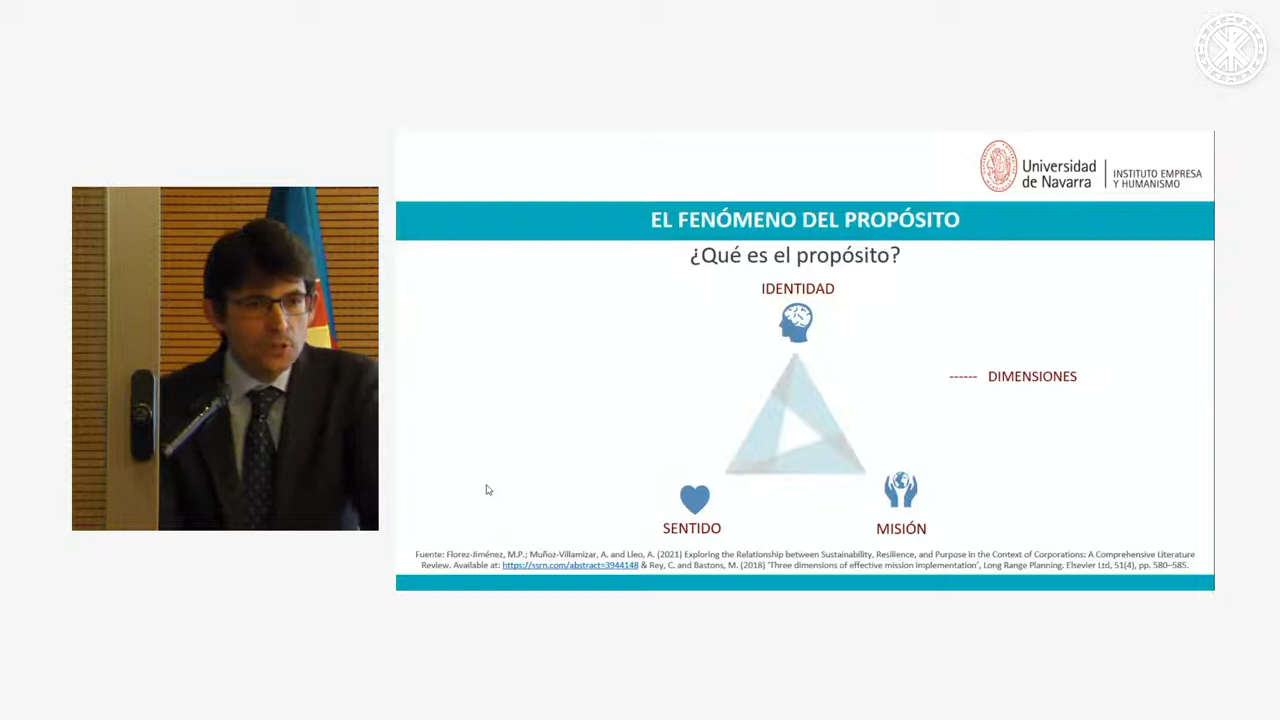 Universidad
de Navarra
INSTITUTO EMPRESA
Y HUMANISMO
EL FENÓMENO DEL PROPÓSITO
¿Qué es el propósito?
IDENTIDAD
------ DIMENSIONES
SENTIDO
MISIÓN
Fuente: Florez-Jiménez, M.P.; Muñoz-Villamizar, A. and Lleo, A. (2021) Exploring the Relationship between Sustainability, Resilience, and Purpose in the Context of Corporations: A Comprehensive Literature
Review. Available at: https://ssrn.com/abstract=3944148 & Rey, C. and Bastons, M. (2018) 'Three dimensions of effective mission implementation', Long Range Planning. Elsevier Ltd, 51(4), pp. 580–585.